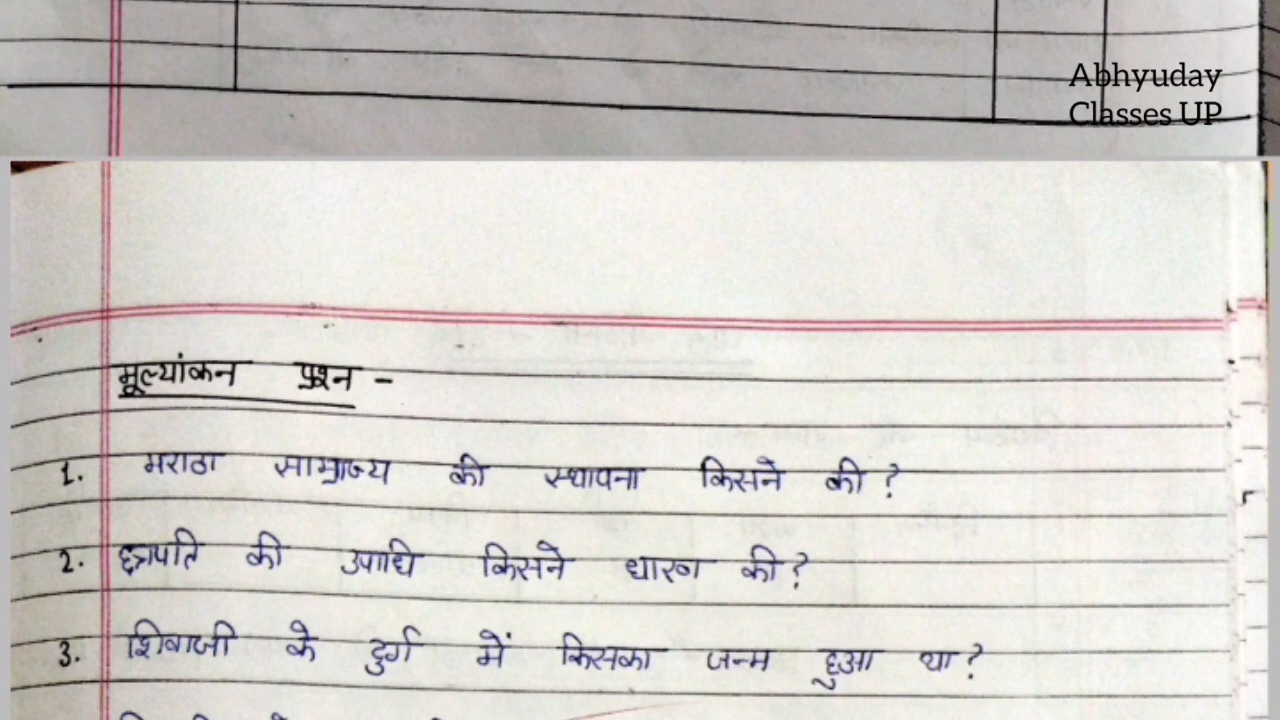 Abhyuday
Classes UP
मूल्यांकन प्रश्न -
1. मराठा साम्राज्य की स्थापना किसने की ?
2. छत्रपति की उपाधि किसने धारण की ?
3. शिवाजी के दुर्ग में किसका जन्म हुआ था ?